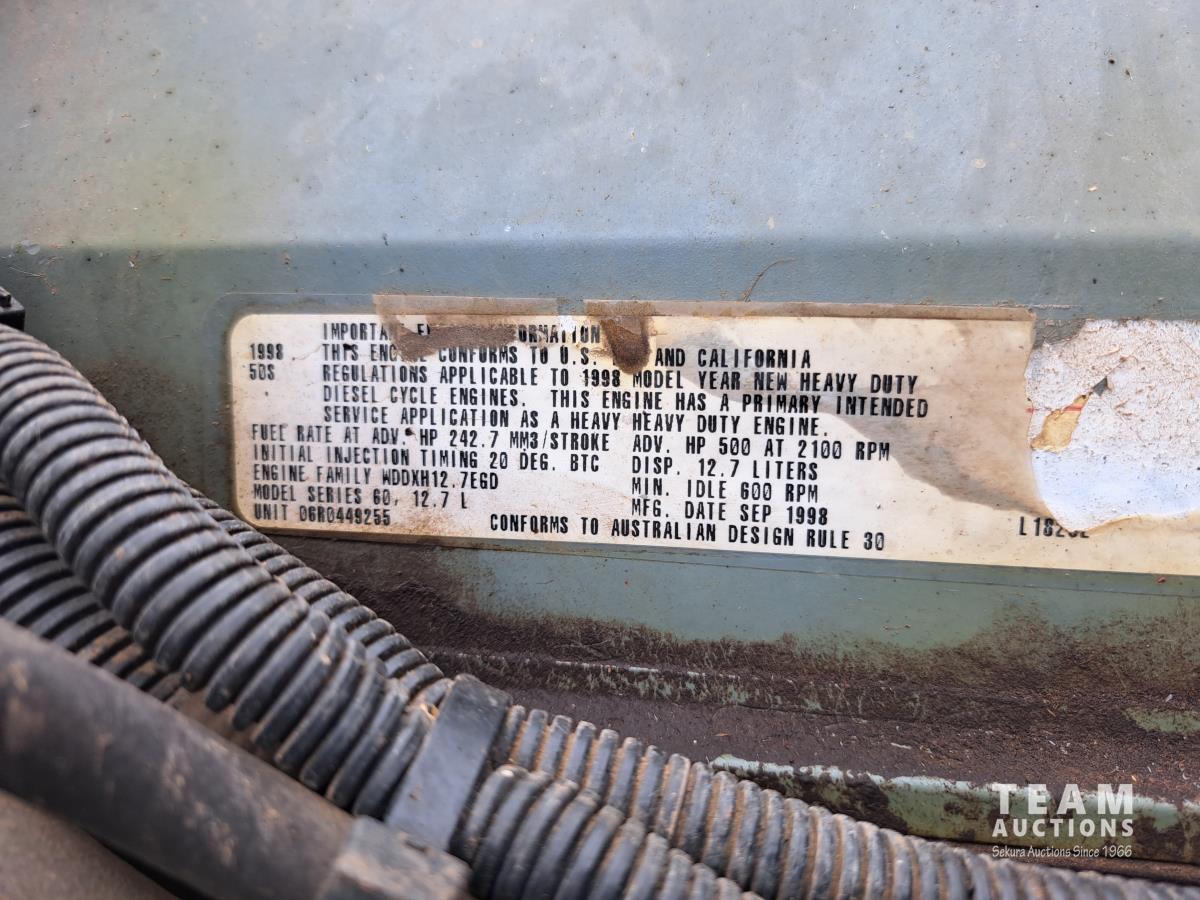 IMPORTA
1998 THIS ENGINE CONFORMS TO U.S. AND CALIFORNIA
50S REGULATIONS APPLICABLE TO 1998 MODEL YEAR NEW HEAVY DUTY
DIESEL CYCLE ENGINES. THIS ENGINE HAS A PRIMARY INTENDED
SERVICE APPLICATION AS A HEAVY HEAVY DUTY ENGINE.
FUEL RATE AT ADV. HP 242.7 MM3/STROKE ADV. HP 500 AT 2100 RPM
INITIAL INJECTION TIMING 20 DEG. BTC DISP. 12.7 LITERS
ENGINE FAMILY WDDXH12.7EGD MIN. IDLE 600 RPM
MODEL SERIES 60, 12.7 L MFG. DATE SEP 1998
UNIT 06R0449255 CONFORMS TO AUSTRALIAN DESIGN RULE 30
TEAM
AUCTIONS
Sekura Auctions Since 1966